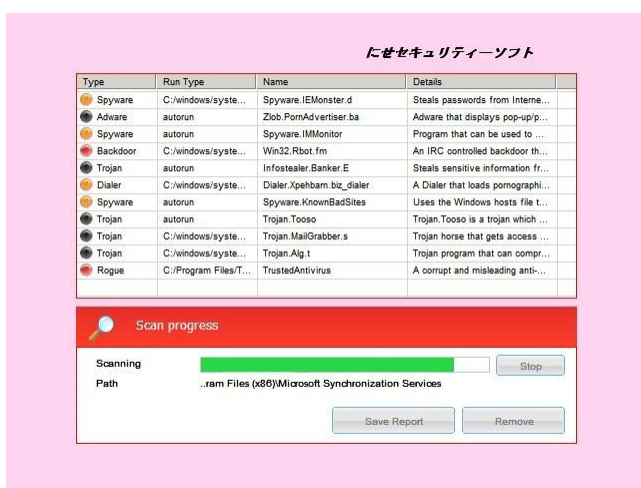 にせセキュリティーソフト
Type Run Type Name Details
Spyware C:/windows/syste... Spyware.IEMonster.d Steals passwords from Interne...
Adware autorun Zlob.PornAdvertiser.ba Adware that displays pop-up/p...
Spyware autorun Spyware.IMMonitor Program that can be used to ...
Backdoor C:/windows/syste... Win32.Rbot.fm An IRC controlled backdoor th...
Trojan autorun Infostealer.Banker.E Steals sensitive information fr...
Dialer C:/windows/syste... Dialer.Xpehbam.biz_dialer A Dialer that loads pornographi...
Spyware autorun Spyware.KnownBadSites Uses the Windows hosts file t...
Trojan autorun Trojan.Tooso Trojan.Tooso is a trojan which ...
Trojan C:/windows/syste... Trojan.MailGrabber.s Trojan horse that gets access ...
Trojan C:/windows/syste... Trojan.Alg.t Trojan program that can compr...
Rogue C:/Program Files/T... TrustedAntivirus A corrupt and misleading anti-...
Scan progress
Scanning Stop
Path ..ram Files (x86)\Microsoft Synchronization Services
Save Report Remove